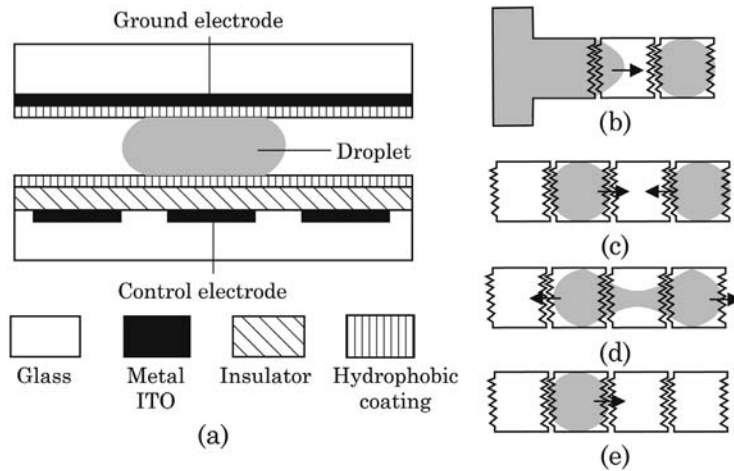 Ground electrode
Droplet
Control electrode
Glass
Metal
ITO
Insulator
Hydrophobic
coating
(a)
(b)
(c)
(d)
(e)